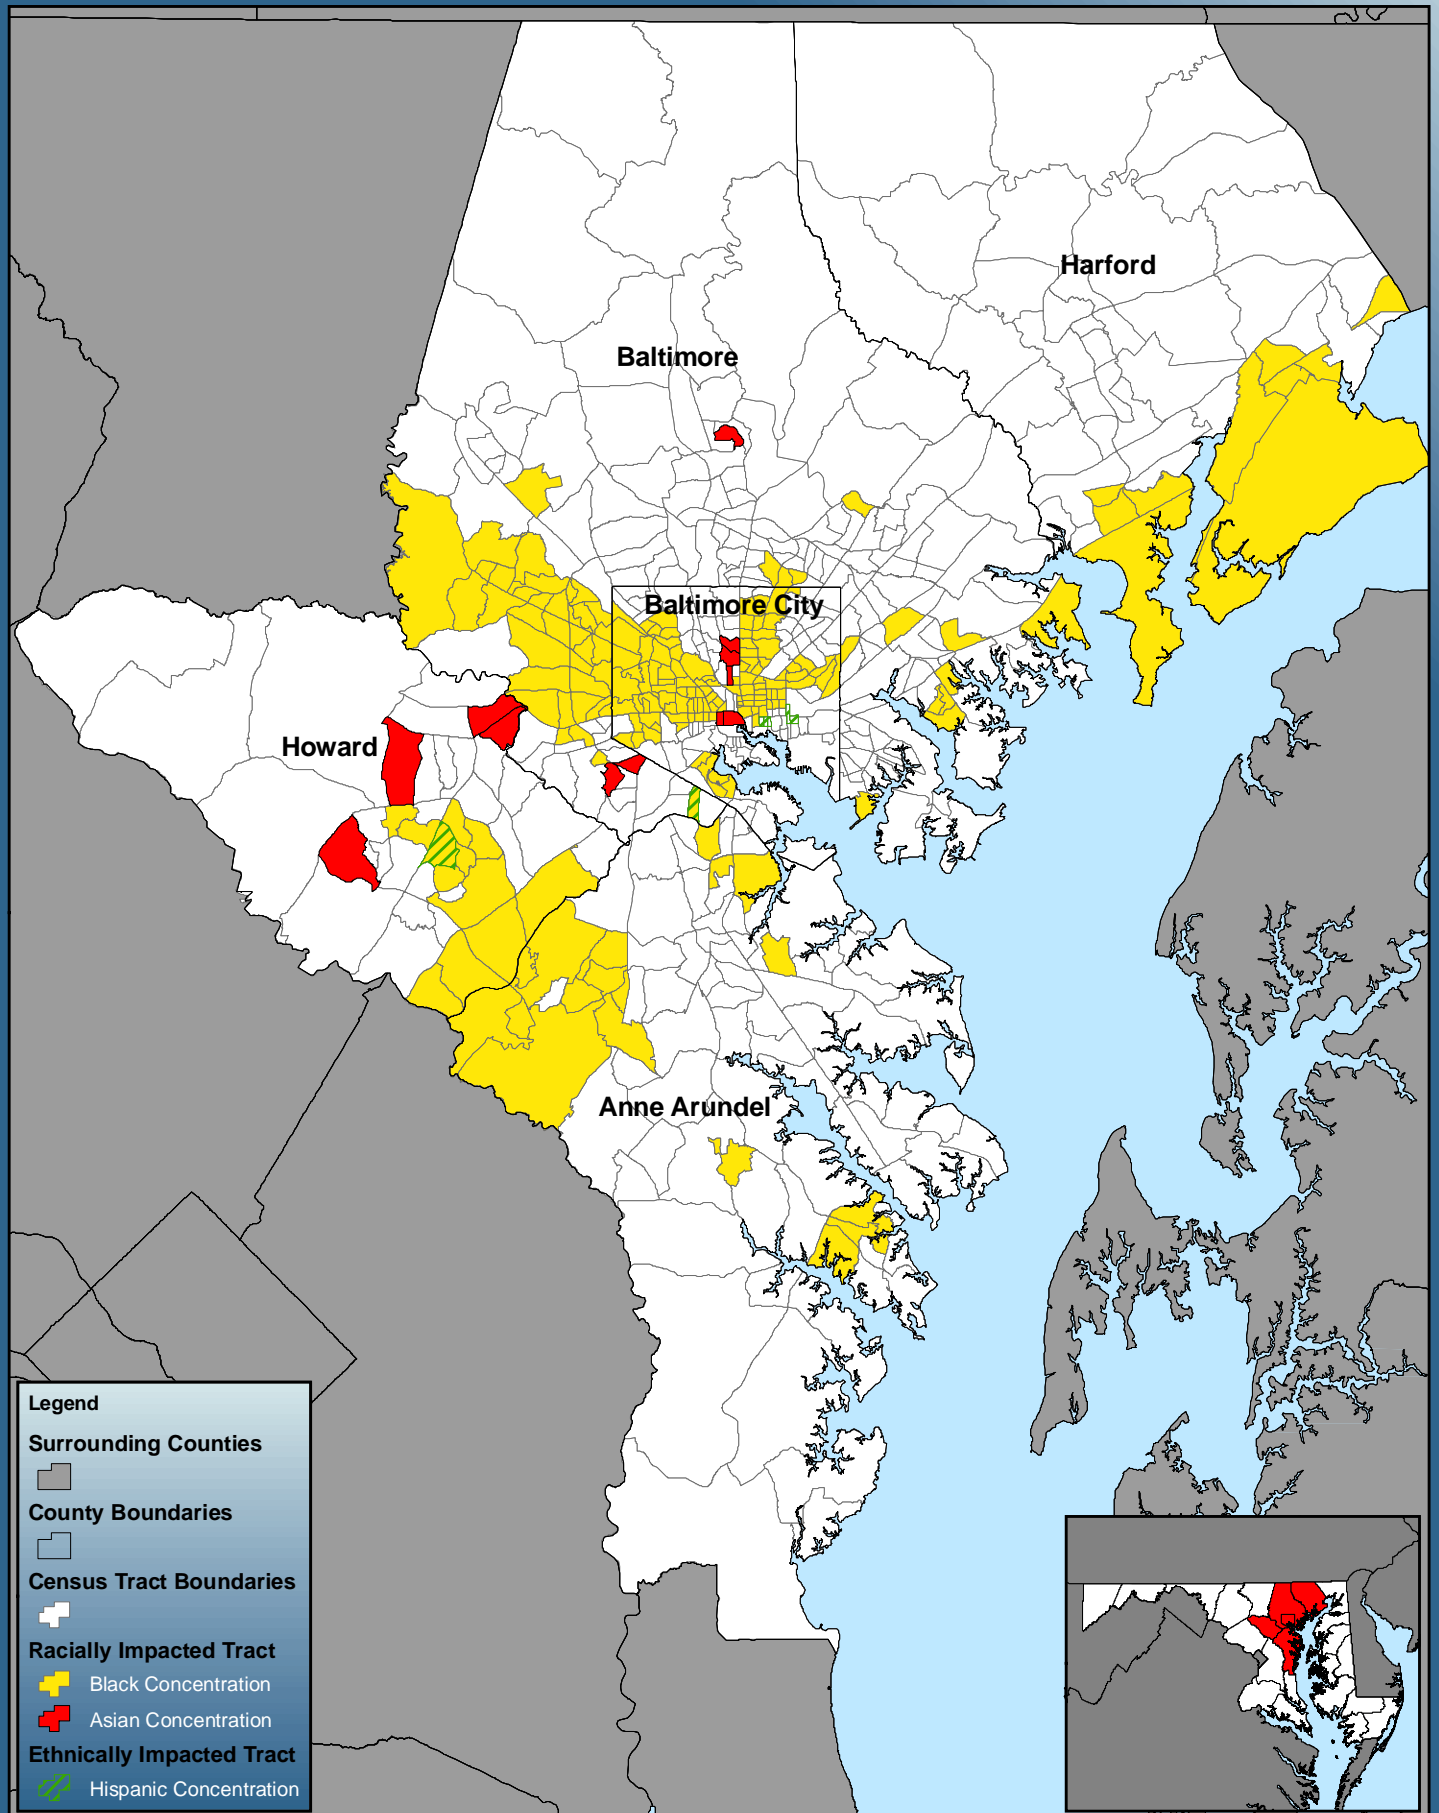 Harford
Baltimore
Baltimore City
Howard
Anne Arundel
Legend
Surrounding Counties
County Boundaries
Census Tract Boundaries
Racially Impacted Tract
Black Concentration
Asian Concentration
Ethnically Impacted Tract
Hispanic Concentration